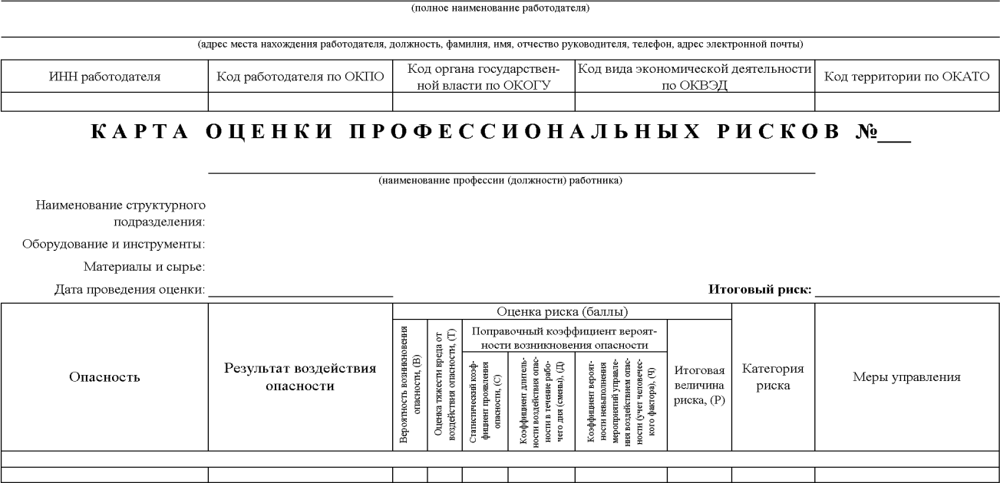 (полное наименование работодателя)
(адрес места нахождения работодателя, должность, фамилия, имя, отчество руководителя, телефон, адрес электронной почты)
ИНН работодателя
Код работодателя по ОКПО
Код органа государствен-
ной власти по ОКОГУ
Код вида экономической деятельности
по ОКВЭД
Код территории по ОКАТО
КАРТА ОЦЕНКИ ПРОФЕССИОНАЛЬНЫХ РИСКОВ №___
(наименование профессии (должности) работника)
Наименование структурного
подразделения:
Оборудование и инструменты:
Материалы и сырье:
Дата проведения оценки:
Итоговый риск:
Опасность
Результат воздействия
опасности
Оценка риска (баллы)
Вероятность возникновения
опасности, (В)
Оценка тяжести вреда от
воздействия опасности, (Т)
Поправочный коэффициент вероят-
ности возникновения опасности
Статистический коэф-
фициент проявления
опасности, (С)
Коэффициент длитель-
ности воздействия опас-
ности в течение рабо-
чего дня (смены), (Д)
Коэффициент вероят-
ности невыполнения
мероприятий управле-
ния воздействием опас-
ности (учет человечес-
кого фактора), (Ч)
Итоговая
величина
риска, (Р)
Категория
риска
Меры управления